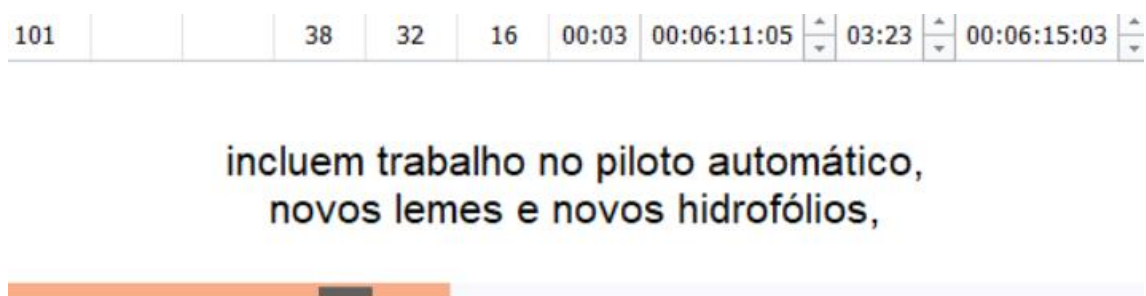 101 38 32 16 00:03 00:06:11:05 03:23 00:06:15:03
incluem trabalho no piloto automático,
novos lemes e novos hidrofólios,